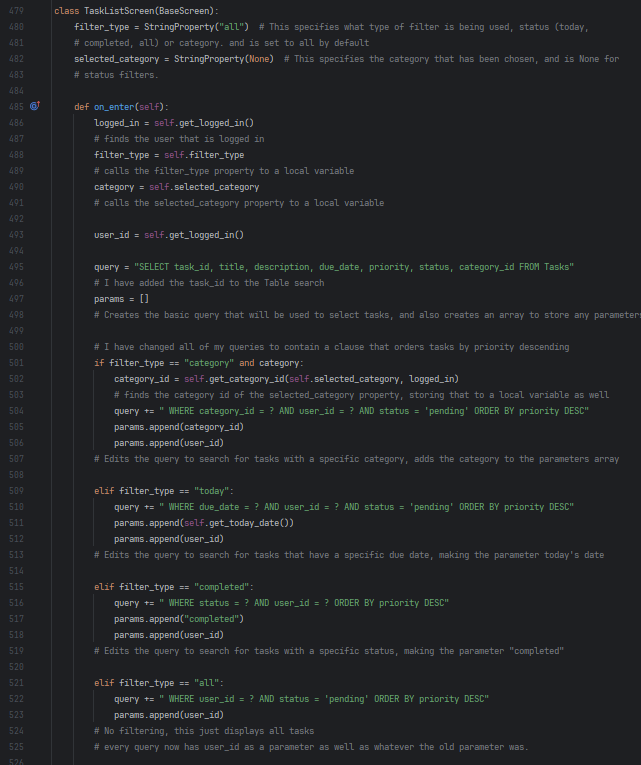 479 class TaskListScreen(BaseScreen):
480 filter_type = StringProperty("all")  # This specifies what type of filter is being used, status (today,
481 # completed, all) or category. and is set to all by default
482 selected_category = StringProperty(None)  # This specifies the category that has been chosen, and is None for
483 # status filters.
484
485 def on_enter(self):
486 logged_in = self.get_logged_in()
487 # finds the user that is logged in
488 filter_type = self.filter_type
489 # calls the filter_type property to a local variable
490 category = self.selected_category
491 # calls the selected_category property to a local variable
492
493 user_id = self.get_logged_in()
494
495 query = "SELECT task_id, title, description, due_date, priority, status, category_id FROM Tasks"
496 # I have added the task_id to the Table search
497 params = []
498 # Creates the basic query that will be used to select tasks, and also creates an array to store any parameters
499
500 # I have changed all of my queries to contain a clause that orders tasks by priority descending
501 if filter_type == "category" and category:
502 category_id = self.get_category_id(self.selected_category, logged_in)
503 # finds the category id of the selected_category property, storing that to a local variable as well
504 query += " WHERE category_id = ? AND user_id = ? AND status = 'pending' ORDER BY priority DESC"
505 params.append(category_id)
506 params.append(user_id)
507 # Edits the query to search for tasks with a specific category, adds the category to the parameters array
508
509 elif filter_type == "today":
510 query += " WHERE due_date = ? AND user_id = ? AND status = 'pending' ORDER BY priority DESC"
511 params.append(self.get_today_date())
512 params.append(user_id)
513 # Edits the query to search for tasks that have a specific due date, making the parameter today's date
514
515 elif filter_type == "completed":
516 query += " WHERE status = ? AND user_id = ? ORDER BY priority DESC"
517 params.append("completed")
518 params.append(user_id)
519 # Edits the query to search for tasks with a specific status, making the parameter "completed"
520
521 elif filter_type == "all":
522 query += " WHERE user_id = ? AND status = 'pending' ORDER BY priority DESC"
523 params.append(user_id)
524 # No filtering, this just displays all tasks
525 # every query now has user_id as a parameter as well as whatever the old parameter was.
526